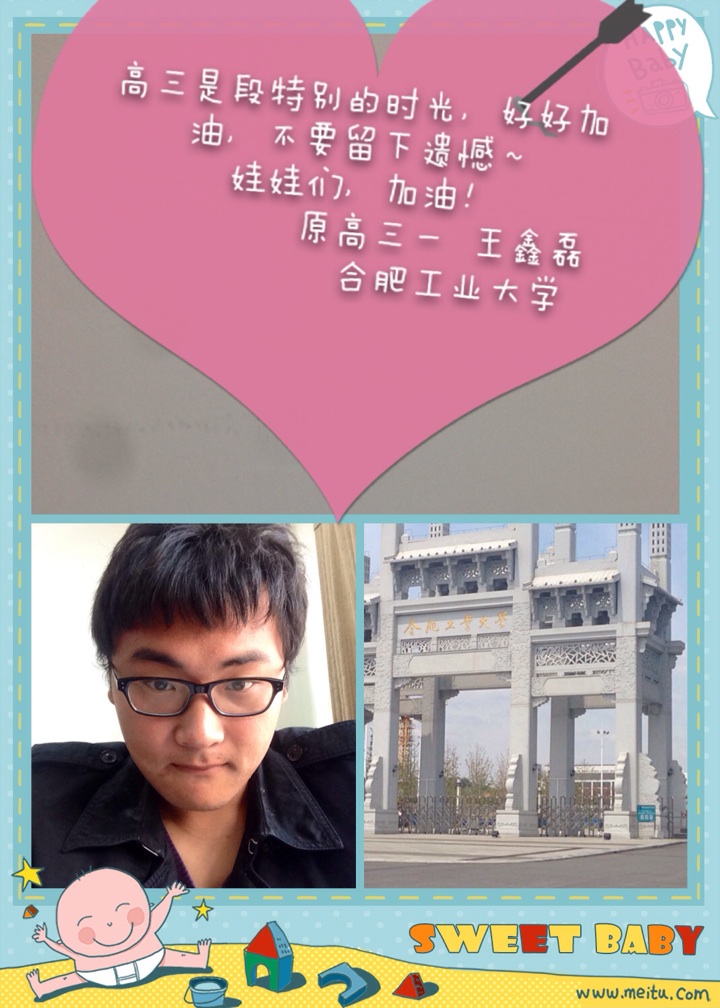 HAPPY
BaBY
高三是段特别的时光，好好加
油，不要留下遗憾~
娃娃们，加油！
原高三一 王鑫磊
合肥工业大学
合肥工业大学
SWEET BABY
www.meitu.com